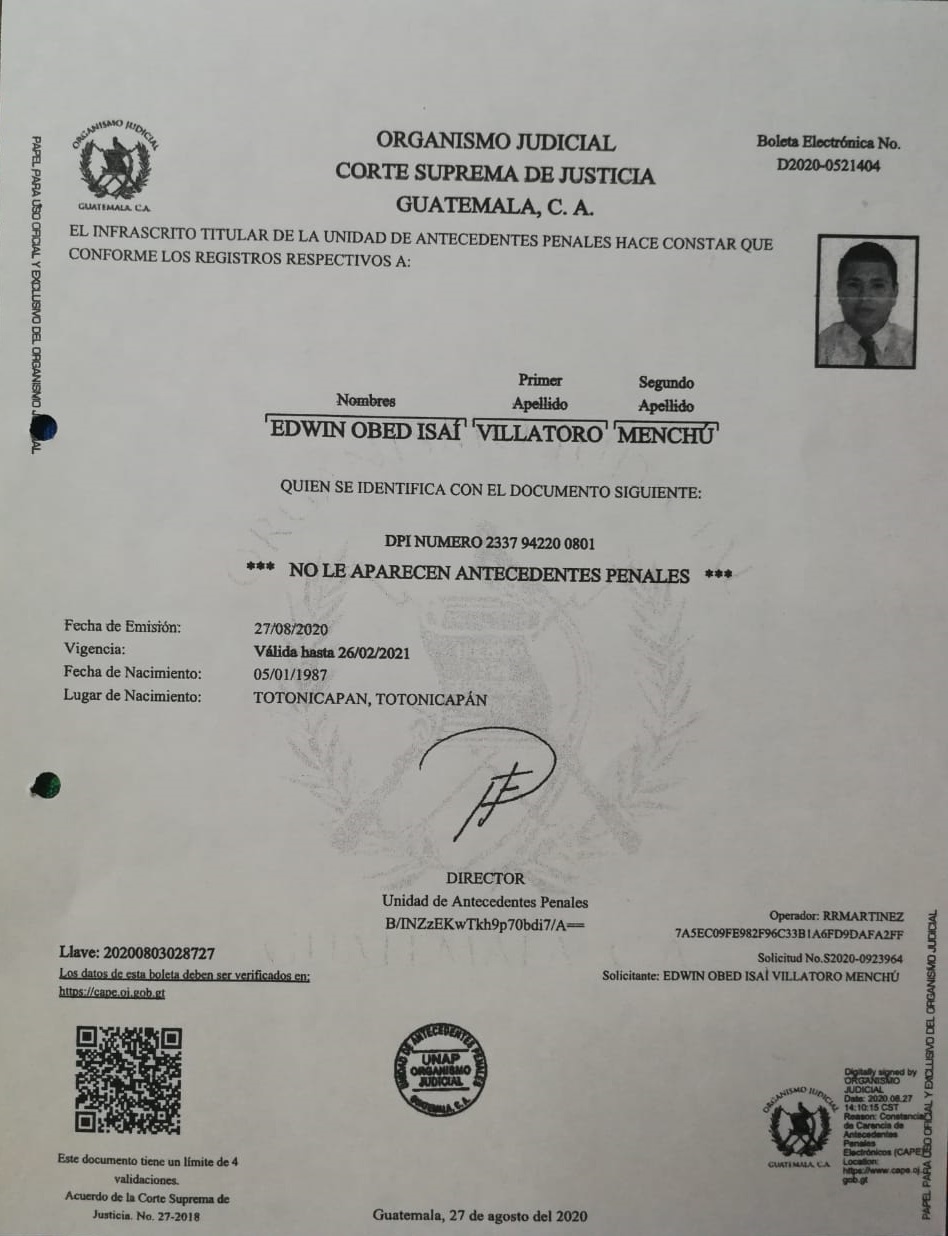 ORGANISMO JUDICIAL
GUATEMALA, C.A.
ORGANISMO JUDICIAL
CORTE SUPREMA DE JUSTICIA
GUATEMALA, C. A.
Boleta Electrónica No.
D2020-0521404
EL INFRASCRITO TITULAR DE LA UNIDAD DE ANTECEDENTES PENALES HACE CONSTAR QUE
CONFORME LOS REGISTROS RESPECTIVOS A:
PAPEL PARA USO OFICIAL Y EXCLUSIVO DEL ORGANISMO JUDICIAL
Nombres
Primer
Apellido
Segundo
Apellido
EDWIN OBED ISAÍ VILLATORO MENCHÚ
QUIEN SE IDENTIFICA CON EL DOCUMENTO SIGUIENTE:
DPI NUMERO 2337 94220 0801
*** NO LE APARECEN ANTECEDENTES PENALES ***
Fecha de Emisión: 27/08/2020
Vigencia: Válida hasta 26/02/2021
Fecha de Nacimiento: 05/01/1987
Lugar de Nacimiento: TOTONICAPAN, TOTONICAPÁN
DIRECTOR
Unidad de Antecedentes Penales
B/INZzEKwTkh9p70bdi7/A==
Operador: RRMARTINEZ
7A5EC09FE982F96C33B1A6FD9DAFA2FF
Solicitud No.S2020-0923964
Solicitante: EDWIN OBED ISAÍ VILLATORO MENCHÚ
Llave: 20200803028727
Los datos de esta boleta deben ser verificados en:
https://cape.oj.gob.gt
UNIDAD DE ANTECEDENTES PENALES
UNAP
ORGANISMO
JUDICIAL
GUATEMALA, C.A.
ORGANISMO JUDICIAL
GUATEMALA, C.A.
Digitally signed by
ORGANISMO
JUDICIAL
Date: 2020.08.27
14:10:15 CST
Reason: Constancia
de Carencia de
Antecedentes
Penales
Electrónicos (CAPE)
Location:
https://www.cape.oj.
gob.gt
PAPEL PARA USO OFICIAL Y EXCLUSIVO DEL ORGANISMO JUDICIAL
Este documento tiene un límite de 4
validaciones.
Acuerdo de la Corte Suprema de
Justicia. No. 27-2018
Guatemala, 27 de agosto del 2020